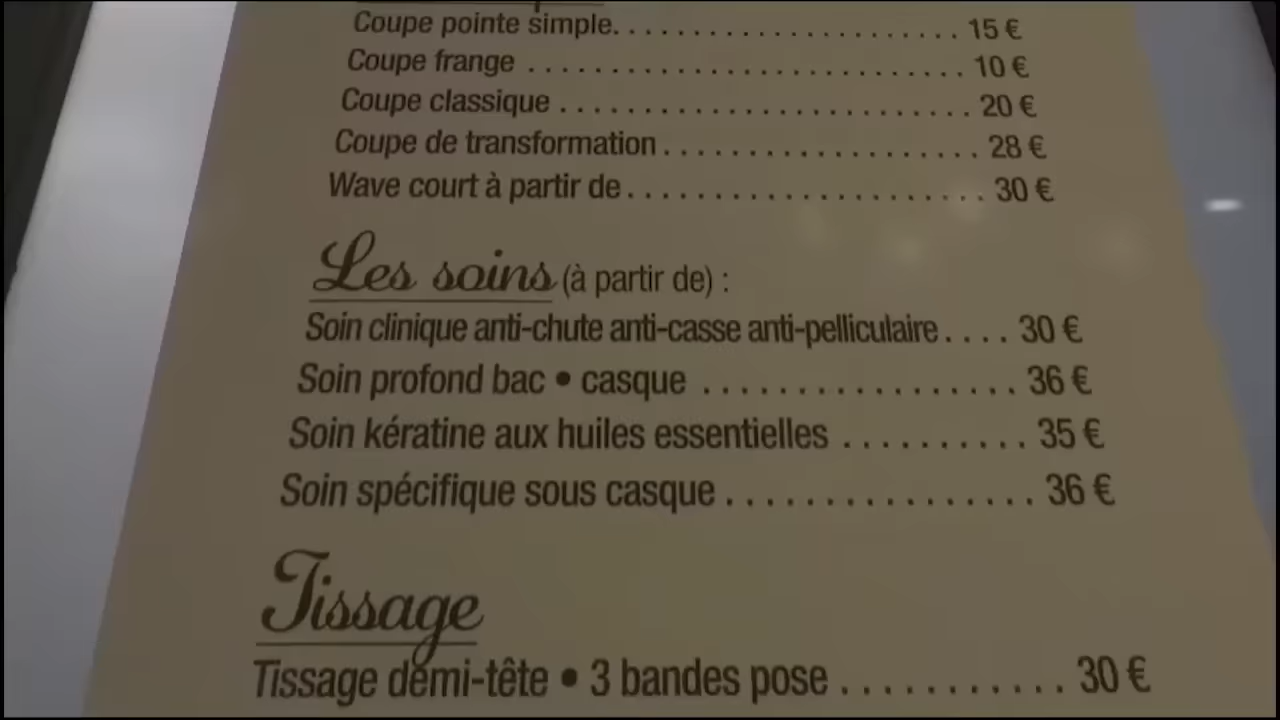 Coupe pointe simple. . . . . . . . . . . . . . . . . . . . . . 15 €
Coupe frange . . . . . . . . . . . . . . . . . . . . . . . . . . . 10 €
Coupe classique . . . . . . . . . . . . . . . . . . . . . . . . . 20 €
Coupe de transformation . . . . . . . . . . . . . . . . . . . 28 €
Wave court à partir de . . . . . . . . . . . . . . . . . . . . . 30 €
Les soins (à partir de) :
Soin clinique anti-chute anti-casse anti-pelliculaire . . . . 30 €
Soin profond bac • casque . . . . . . . . . . . . . . . . . 36 €
Soin kératine aux huiles essentielles . . . . . . . . . . 35 €
Soin spécifique sous casque . . . . . . . . . . . . . . . . 36 €
Tissage
Tissage demi-tête • 3 bandes pose . . . . . . . . . . . 30 €